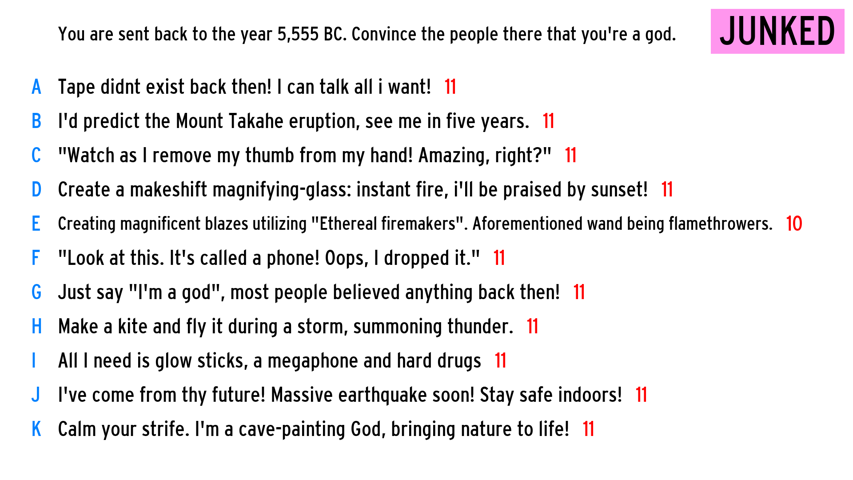 You are sent back to the year 5,555 BC. Convince the people there that you're a god. JUNKED
A Tape didnt exist back then! I can talk all i want! 11
B I'd predict the Mount Takahe eruption, see me in five years. 11
C "Watch as I remove my thumb from my hand! Amazing, right?" 11
D Create a makeshift magnifying-glass: instant fire, i'll be praised by sunset! 11
E Creating magnificent blazes utilizing "Ethereal firemakers". Aforementioned wand being flamethrowers. 10
F "Look at this. It's called a phone! Oops, I dropped it." 11
G Just say "I'm a god", most people believed anything back then! 11
H Make a kite and fly it during a storm, summoning thunder. 11
I All I need is glow sticks, a megaphone and hard drugs 11
J I've come from thy future! Massive earthquake soon! Stay safe indoors! 11
K Calm your strife. I'm a cave-painting God, bringing nature to life! 11